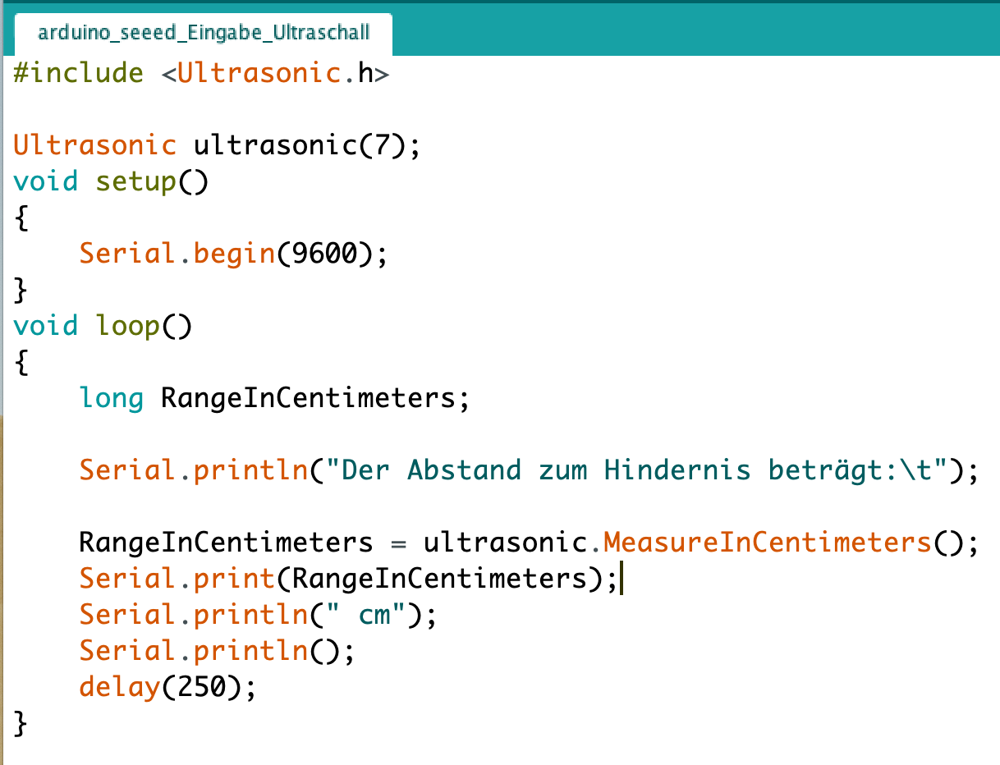 arduino_seeed_Eingabe_Ultraschall
#include <Ultrasonic.h>
Ultrasonic ultrasonic(7);
void setup()
{
    Serial.begin(9600);
}
void loop()
{
    long RangeInCentimeters;
    Serial.println("Der Abstand zum Hindernis beträgt:\t");
    RangeInCentimeters = ultrasonic.MeasureInCentimeters();
    Serial.print(RangeInCentimeters);
    Serial.println(" cm");
    Serial.println();
    delay(250);
}